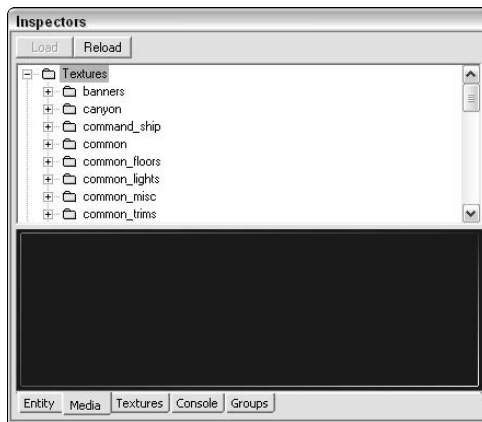 Inspectors
Load Reload
Textures
banners
canyon
command_ship
common
common_floors
common_lights
common_misc
common_trims
Entity Media Textures Console Groups